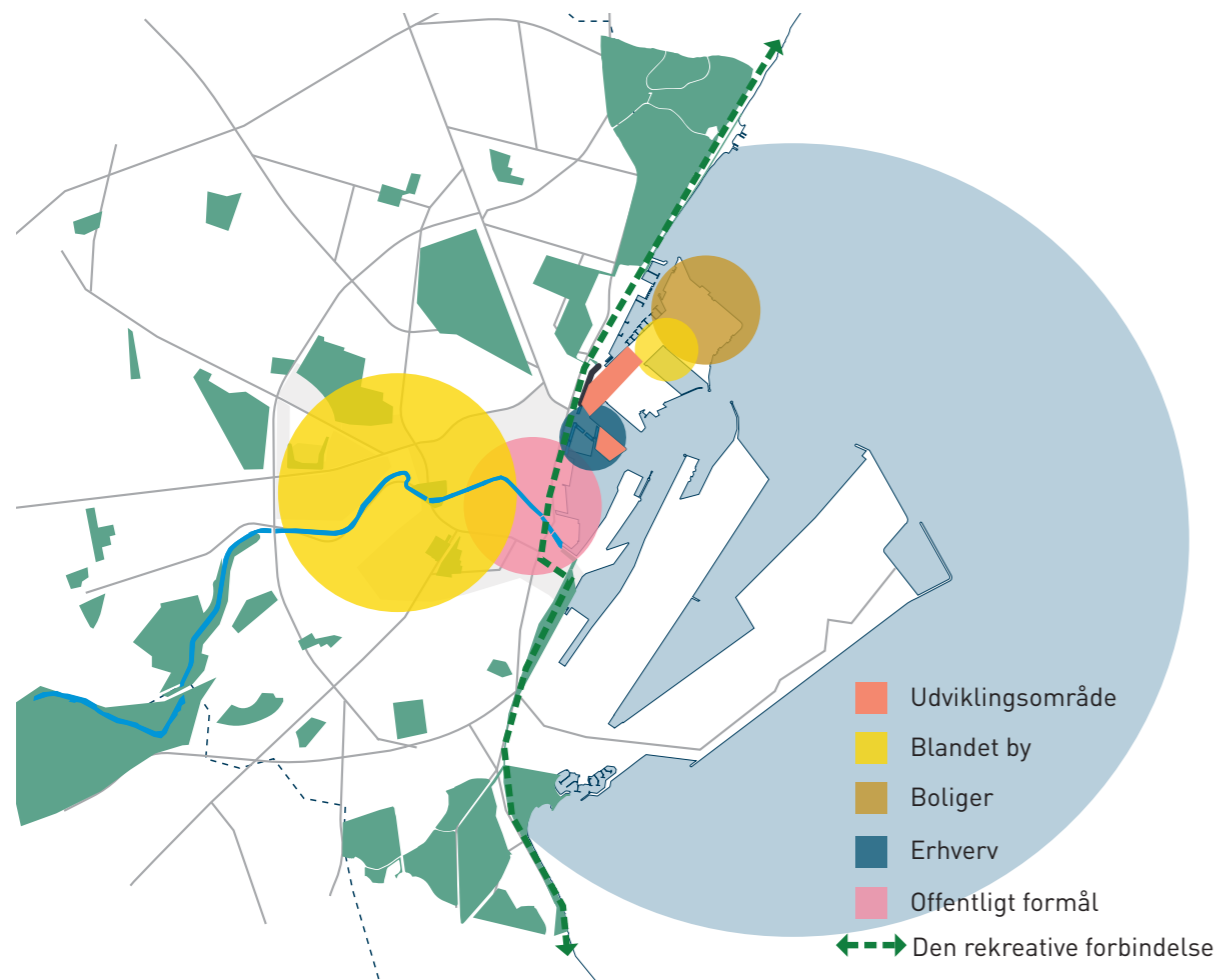 Udviklingsområde
Blandet by
Boliger
Erhverv
Offentligt formål
Den rekreative forbindelse